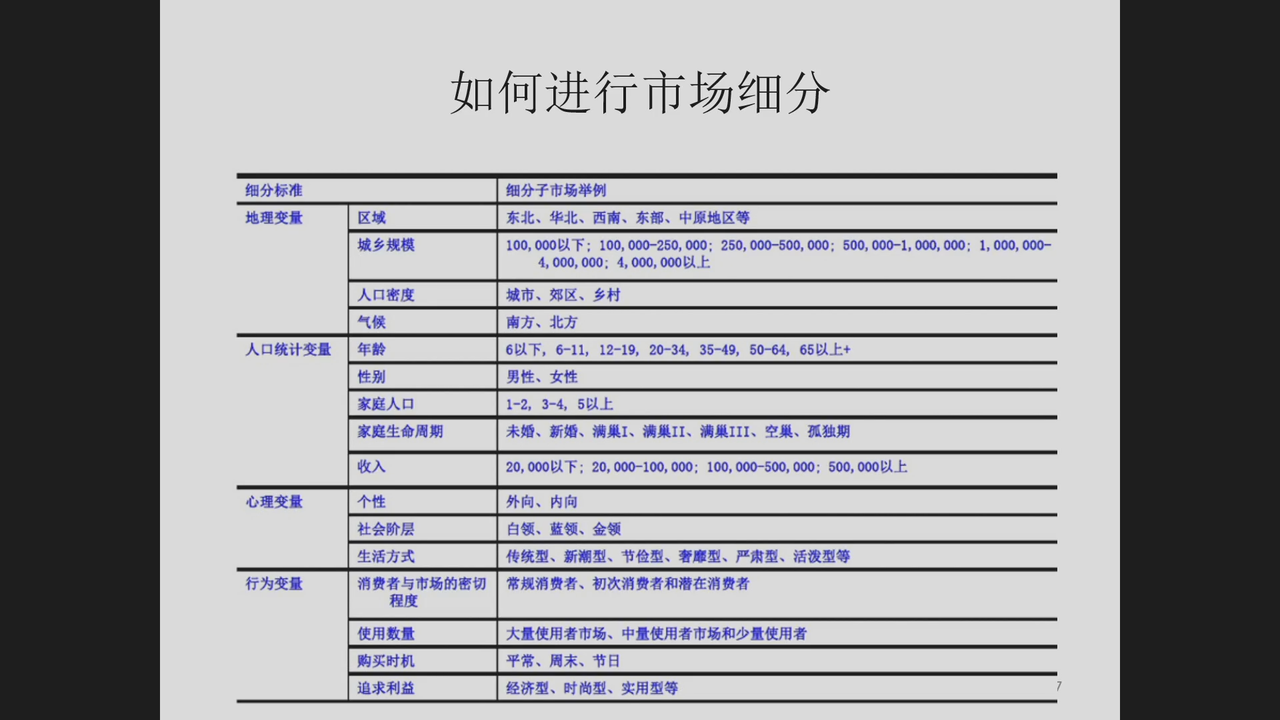 如何进行市场细分
细分标准 细分子市场举例
地理变量 区域 东北、华北、西南、东部、中原地区等
城乡规模 100,000以下; 100,000-250,000; 250,000-500,000; 500,000-1,000,000; 1,000,000-
4,000,000; 4,000,000以上
人口密度 城市、郊区、乡村
气候 南方、北方
人口统计变量 年龄 6以下, 6-11, 12-19, 20-34, 35-49, 50-64, 65以上+
性别 男性、女性
家庭人口 1-2, 3-4, 5以上
家庭生命周期 未婚、新婚、满巢I、满巢II、满巢III、空巢、孤独期
收入 20,000以下; 20,000-100,000; 100,000-500,000; 500,000以上
心理变量 个性 外向、内向
社会阶层 白领、蓝领、金领
生活方式 传统型、新潮型、节俭型、奢靡型、严肃型、活泼型等
行为变量 消费者与市场的密切 常规消费者、初次消费者和潜在消费者
程度
使用数量 大量使用者市场、中量使用者市场和少量使用者
购买时机 平常、周末、节日
追求利益 经济型、时尚型、实用型等
7